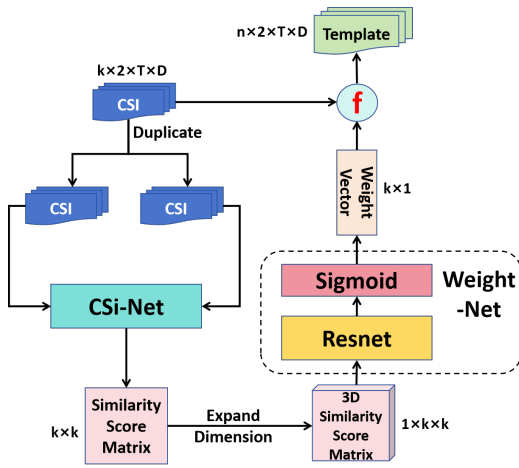 n×2×T×D
Template
k×2×T×D
CSI
f
Duplicate
CSI
CSI
Weight
Vector
k×1
CSi-Net
Sigmoid
Resnet
Weight
-Net
k×k
Similarity
Score
Matrix
Expand
Dimension
3D
Similarity
Score
Matrix
1×k×k